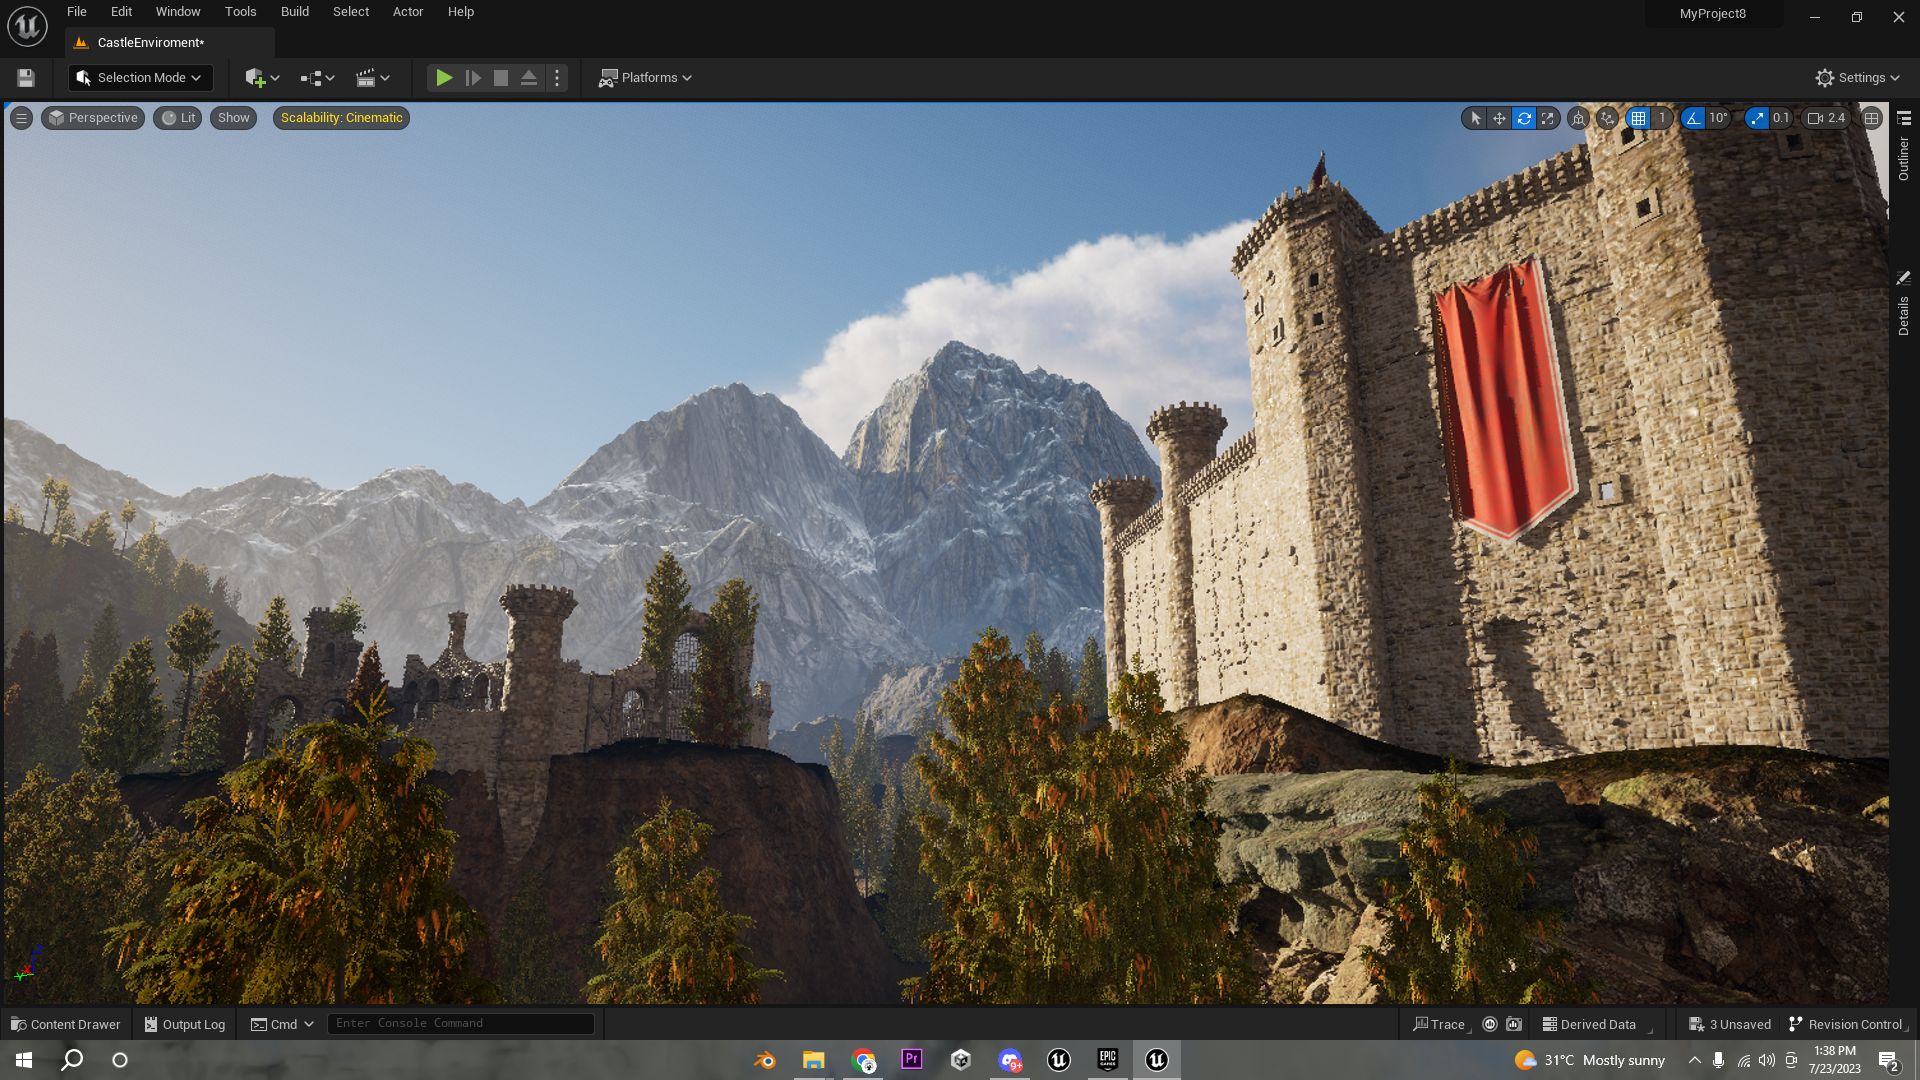 File Edit Window Tools Build Select Actor Help
MyProject8
CastleEnviroment*
Selection Mode
Platforms
Settings
Perspective Lit Show Scalability: Cinematic
1 10° 0.1 2.4
Outliner
Details
Content Drawer Output Log Cmd Enter Console Command
Trace Derived Data 3 Unsaved Revision Control
Pr
9+
EPIC
GAMES
31°C Mostly sunny
1:38 PM
7/23/2023
2